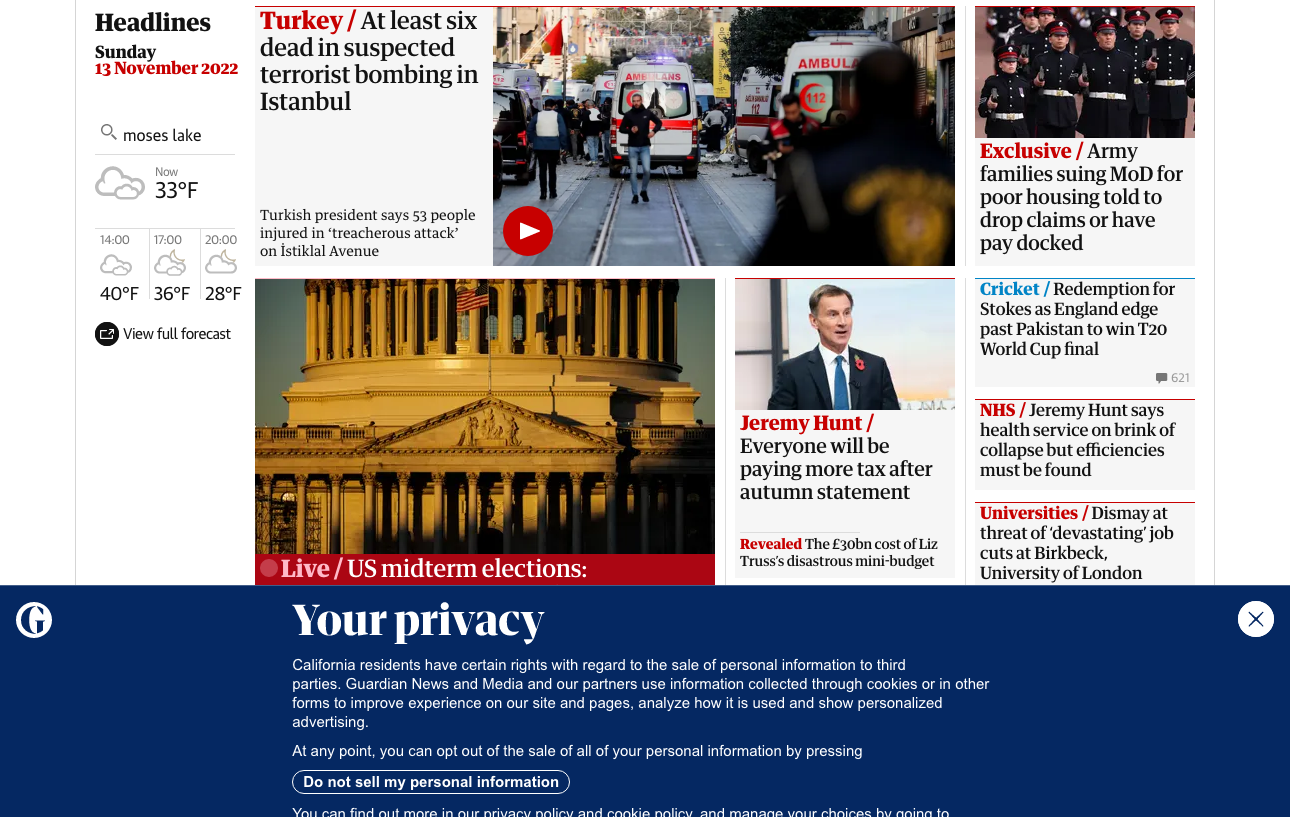 Headlines
Sunday
13 November 2022
moses lake
Now
33°F
14:00
17:00
20:00
40°F
36°F
28°F
View full forecast
Turkey / At least six
dead in suspected
terrorist bombing in
Istanbul
Turkish president says 53 people
injured in ‘treacherous attack’
on İstiklal Avenue
AMBULANS
112
AMBULA
112
Exclusive / Army
families suing MoD for
poor housing told to
drop claims or have
pay docked
Live / US midterm elections:
Jeremy Hunt /
Everyone will be
paying more tax after
autumn statement
Revealed The £30bn cost of Liz
Truss’s disastrous mini-budget
Cricket / Redemption for
Stokes as England edge
past Pakistan to win T20
World Cup final
621
NHS / Jeremy Hunt says
health service on brink of
collapse but efficiencies
must be found
Universities / Dismay at
threat of ‘devastating’ job
cuts at Birkbeck,
University of London
G
Your privacy
California residents have certain rights with regard to the sale of personal information to third
parties. Guardian News and Media and our partners use information collected through cookies or in other
forms to improve experience on our site and pages, analyze how it is used and show personalized
advertising.
At any point, you can opt out of the sale of all of your personal information by pressing
Do not sell my personal information
You can find out more in our privacy policy and cookie policy, and manage your choices by going to